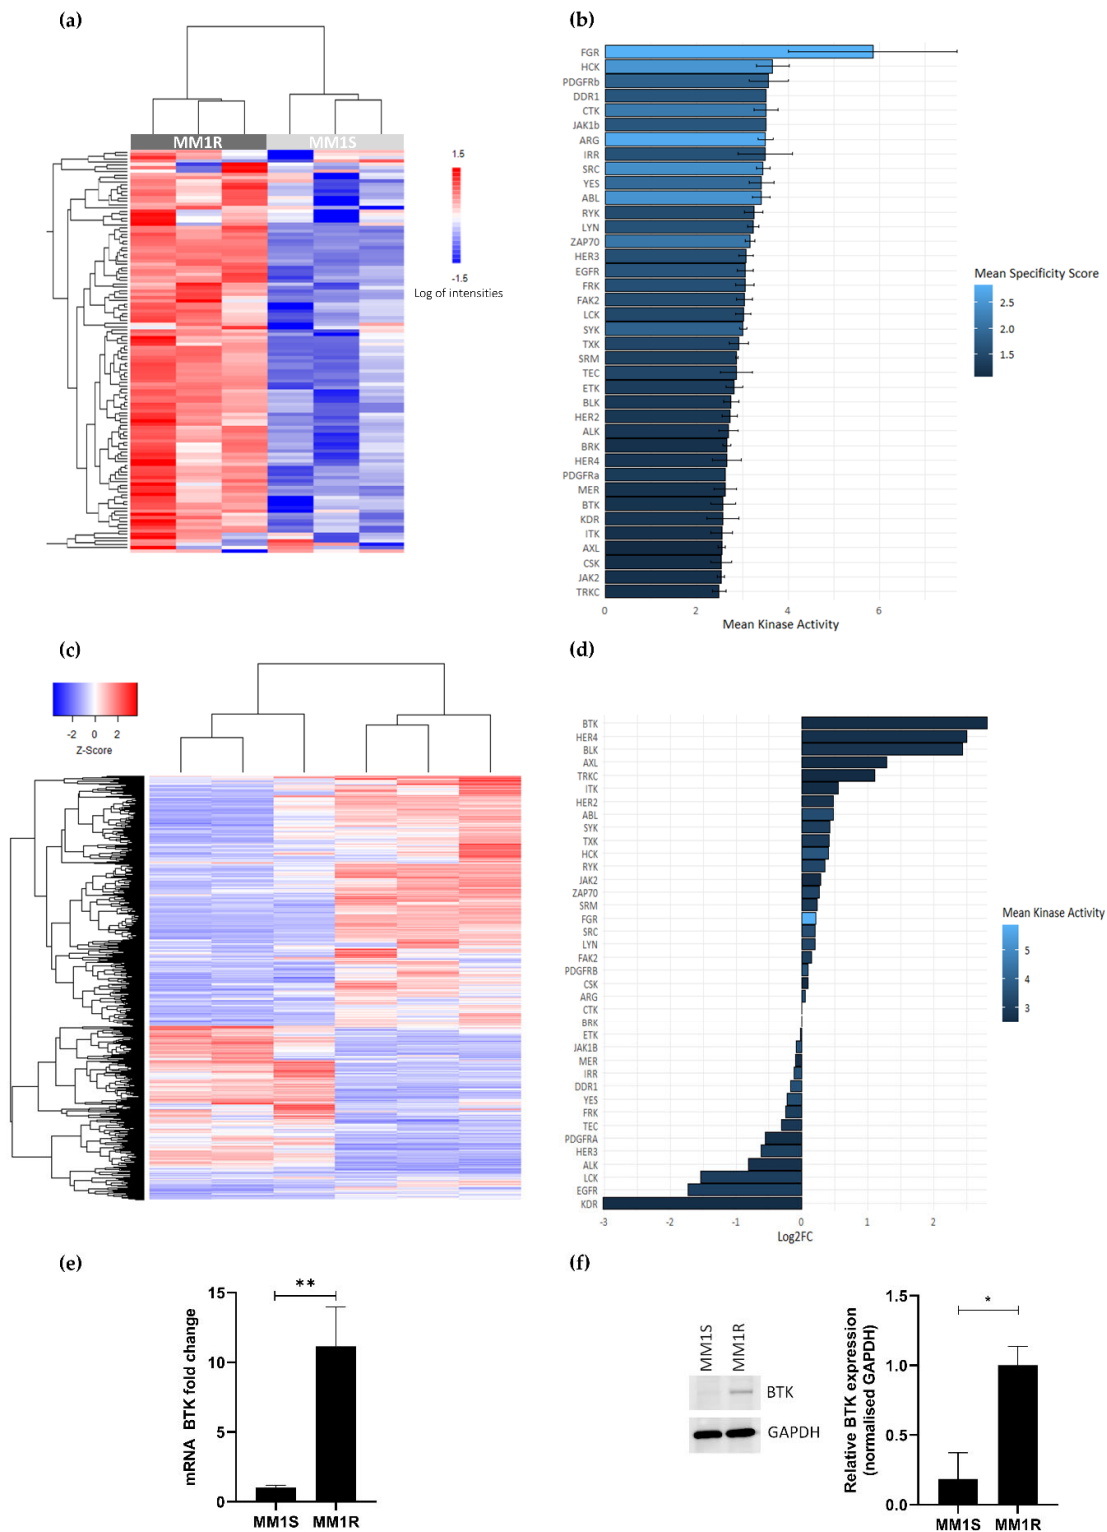 (a)
MM1R
MM1S
1.5
-1.5
Log of intensities
(b)
FGR
HCK
PDGFRb
DDR1
CTK
JAK1b
ARG
IRR
SRC
YES
ABL
RYK
LYN
ZAP70
HER3
EGFR
FRK
FAK2
LCK
SYK
TXK
SRM
TEC
ETK
BLK
HER2
ALK
BRK
HER4
PDGFRa
MER
BTK
KDR
ITK
AXL
CSK
JAK2
TRKC
0 2 4 6
Mean Kinase Activity
Mean Specificity Score
2.5
2.0
1.5
(c)
-2 0 2
Z-Score
(d)
BTK
HER4
BLK
AXL
TRKC
ITK
HER2
ABL
SYK
TXK
HCK
RYK
JAK2
ZAP70
SRM
FGR
SRC
LYN
FAK2
PDGFRB
CSK
ARG
CTK
BRK
ETK
JAK1B
MER
IRR
DDR1
YES
FRK
TEC
PDGFRA
HER3
ALK
LCK
EGFR
KDR
-3 -2 -1 0 1 2
Log2FC
Mean Kinase Activity
5
4
3
(e)
mRNA BTK fold change
15
10
5
0
**
MM1S MM1R
(f)
MM1S
MM1R
BTK
GAPDH
Relative BTK expression
(normalised GAPDH)
1.5
1.0
0.5
0.0
*
MM1S MM1R